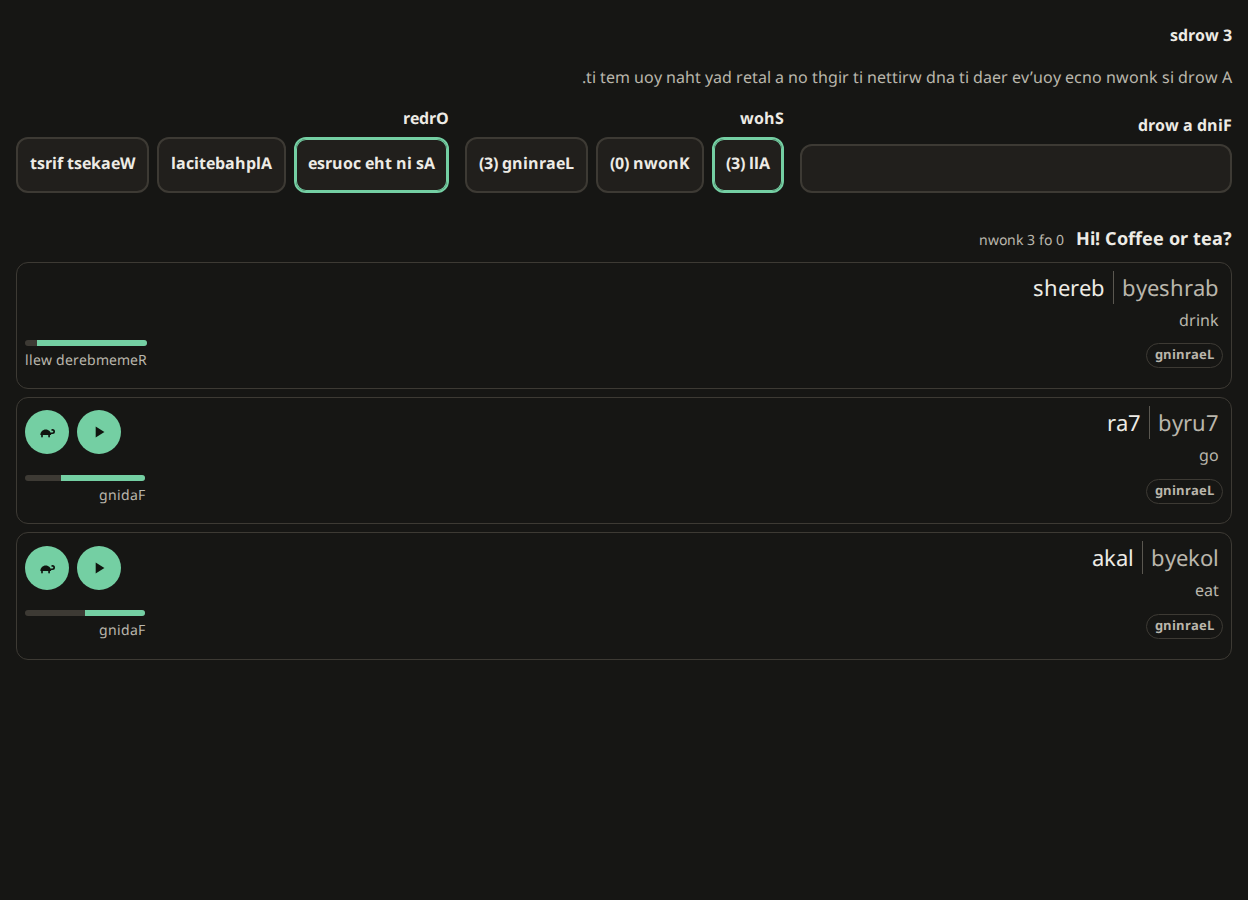 sdrow 3
.ti tem uoy naht yad retal a no thgir ti nettirw dna ti daer ev’uoy ecno nwonk si drow A
drow a dniF
wohS
(3) llA
(0) nwonK
(3) gninraeL
redrO
esruoc eht ni sA
lacitebahplA
tsrif tsekaeW
Hi! Coffee or tea?
nwonk 3 fo 0
shereb byeshrab
drink
gninraeL
llew derebmemeR
ra7 byru7
go
gninraeL
gnidaF
akal byekol
eat
gninraeL
gnidaF